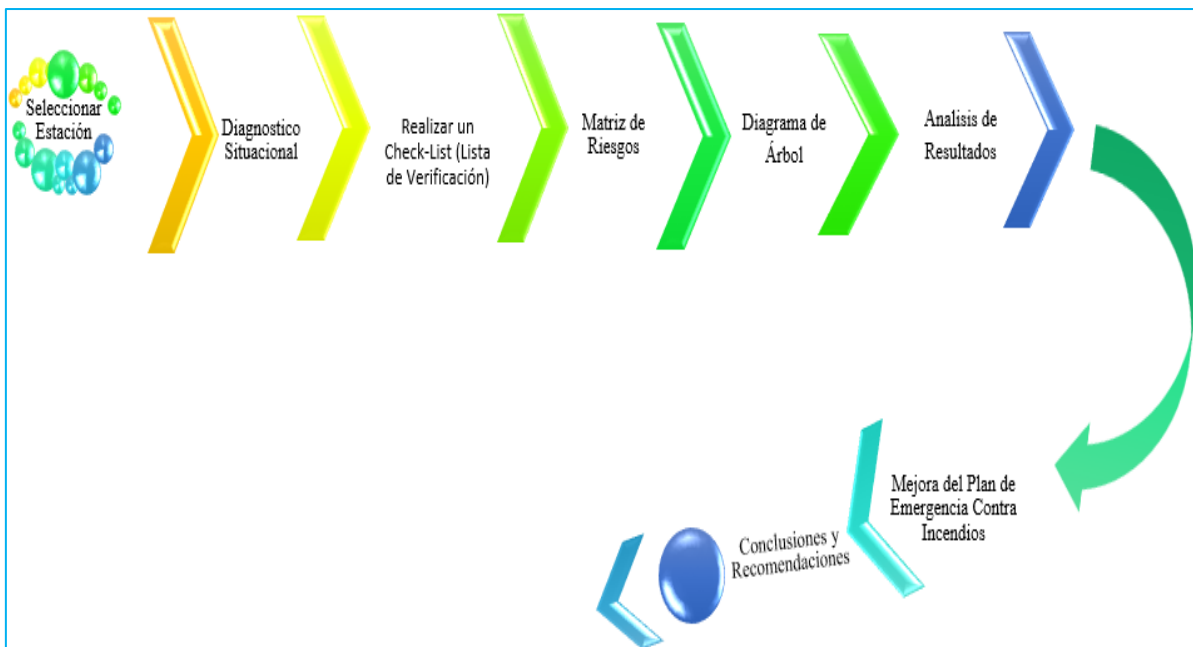 Seleccionar
Estación
Diagnostico
Situacional
Realizar un
Check-List (Lista
de Verificación)
Matriz de
Riesgos
Diagrama de
Árbol
Analisis de
Resultados
Mejora del Plan de
Emergencia Contra
Incendios
Conclusiones y
Recomendaciones